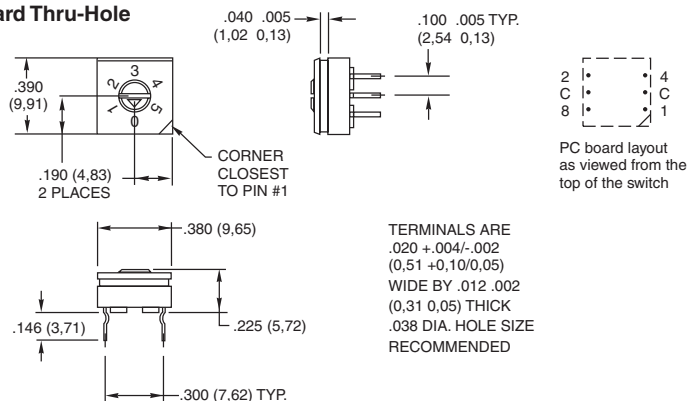 ard Thru-Hole
.040 .005
(1,02 0,13)
.100 .005 TYP.
(2,54 0,13)
.390
(9,91)
0 1 2 3 4 5
.190 (4,83)
2 PLACES
CORNER
CLOSEST
TO PIN #1
2 4
C C
8 1
PC board layout
as viewed from the
top of the switch
.380 (9,65)
.225 (5,72)
.146 (3,71)
.300 (7,62) TYP.
TERMINALS ARE
.020 +.004/-.002
(0,51 +0,10/0,05)
WIDE BY .012 .002
(0,31 0,05) THICK
.038 DIA. HOLE SIZE
RECOMMENDED